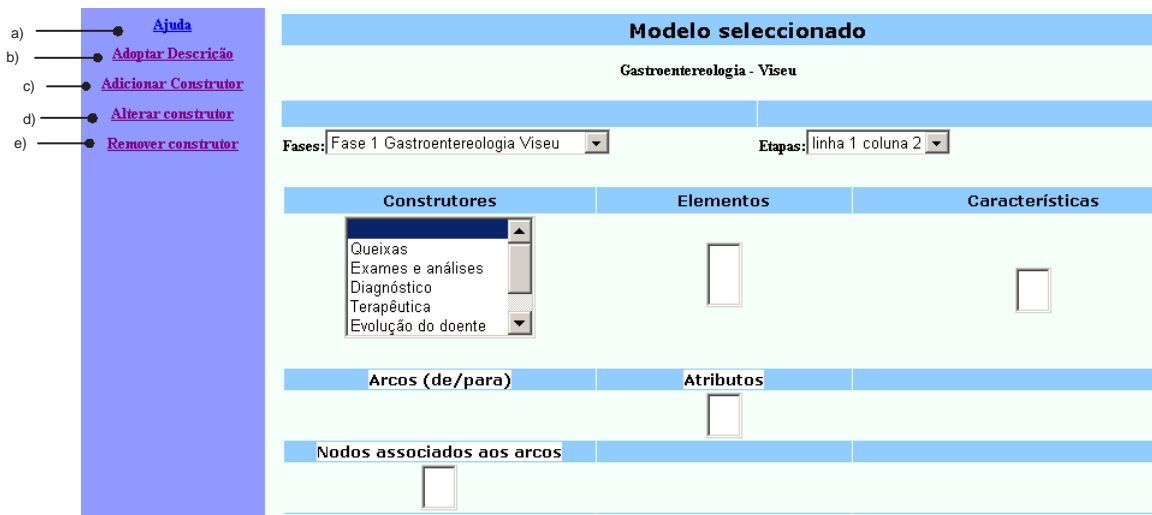 a)
Ajuda
b)
Adoptar Descrição
c)
Adicionar Construtor
d)
Alterar construtor
e)
Remover construtor
Modelo seleccionado
Gastroentereologia - Viseu
Fases: Fase 1 Gastroentereologia Viseu
Etapas: linha 1 coluna 2
Construtores Elementos Característicias
Queixas
Exames e análises
Diagnóstico
Terapêutica
Evolução do doente
Arcos (de/para) Atributos
Nodos associados aos arcos